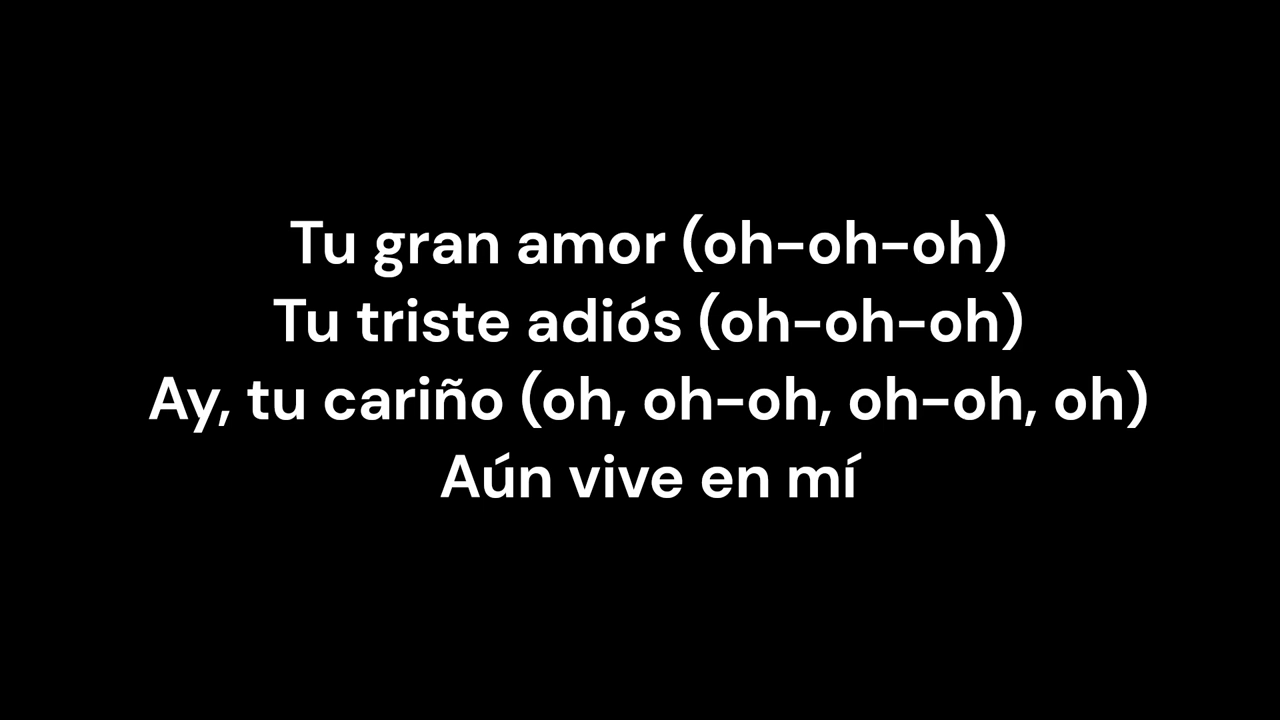 Tu gran amor (oh-oh-oh)
Tu triste adiós (oh-oh-oh)
Ay, tu cariño (oh, oh-oh, oh-oh, oh)
Aún vive en mí